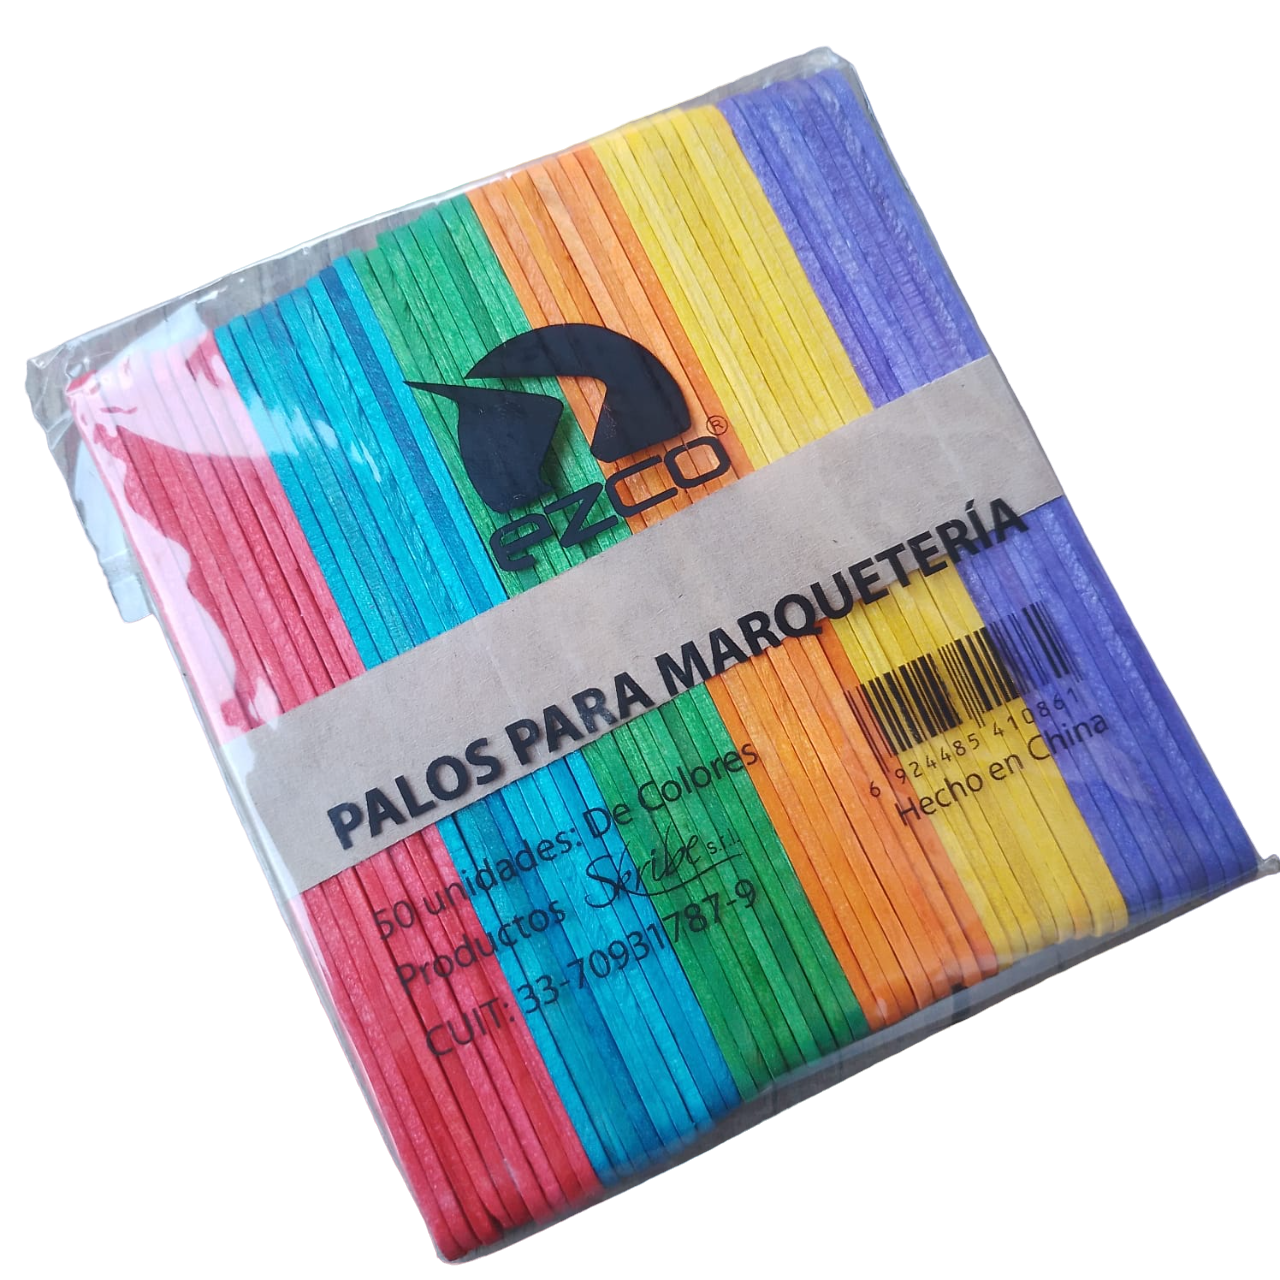 ezco®
PALOS PARA MARQUETERÍA
50 unidades: De Colores
Productos Skribe s.r.l.
CUIT: 33-70931787-9
6 924485 410861
Hecho en China